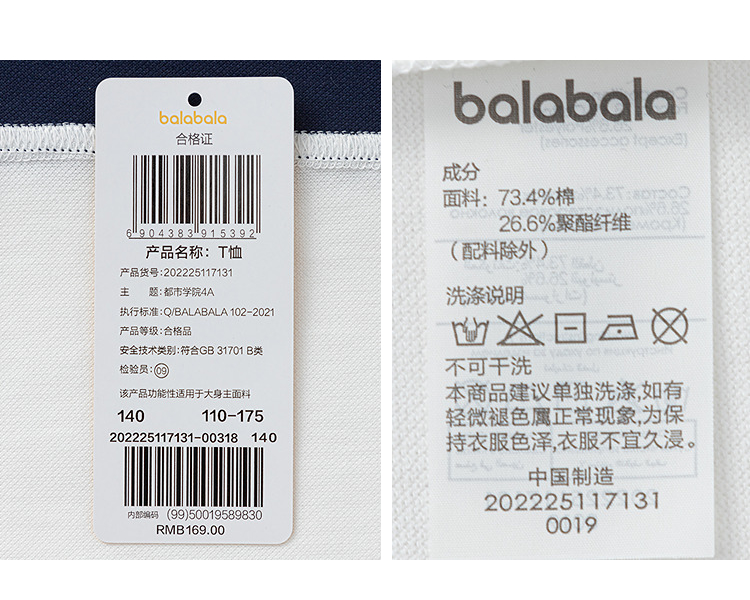 balabala
合格证
6904383915392
产品名称：T恤
产品货号:202225117131
主 题:都市学院4A
执行标准:Q/BALABALA 102-2021
产品等级:合格品
安全技术类别:符合GB 31701 B类
检验员:09
该产品功能性适用于大身主面料
140 110-175
202225117131-00318 140
内部编码 (99)50019589830
RMB169.00
balabala
成分
面料：73.4%棉
26.6%聚酯纤维
（配料除外）
洗涤说明
不可干洗
本商品建议单独洗涤,如有
轻微褪色属正常现象,为保
持衣服色泽,衣服不宜久浸。
中国制造
202225117131
0019